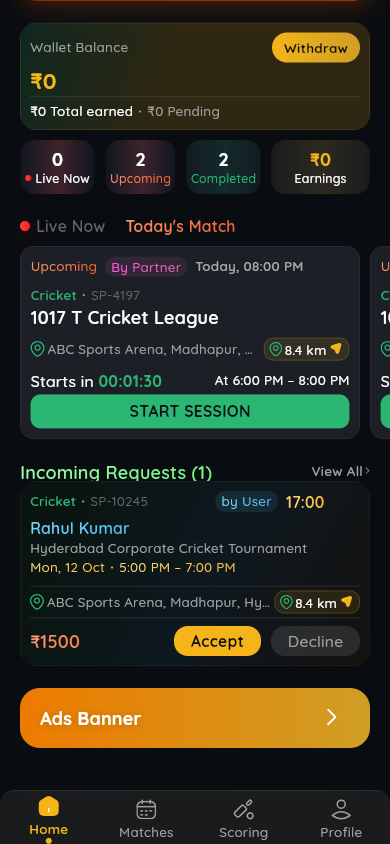 Wallet Balance
Withdraw
₹0
₹0 Total earned · ₹0 Pending
0 2 2 ₹0
Live Now Upcoming Completed Earnings
Live Now Today's Match
Upcoming By Partner Today, 08:00 PM
Cricket · SP-4197
1017 T Cricket League
ABC Sports Arena, Madhapur, ... 8.4 km
Starts in 00:01:30 At 6:00 PM – 8:00 PM
START SESSION
Incoming Requests (1) View All
Cricket · SP-10245 by User 17:00
Rahul Kumar
Hyderabad Corporate Cricket Tournament
Mon, 12 Oct · 5:00 PM – 7:00 PM
ABC Sports Arena, Madhapur, Hy... 8.4 km
₹1500 Accept Decline
Ads Banner
Home Matches Scoring Profile